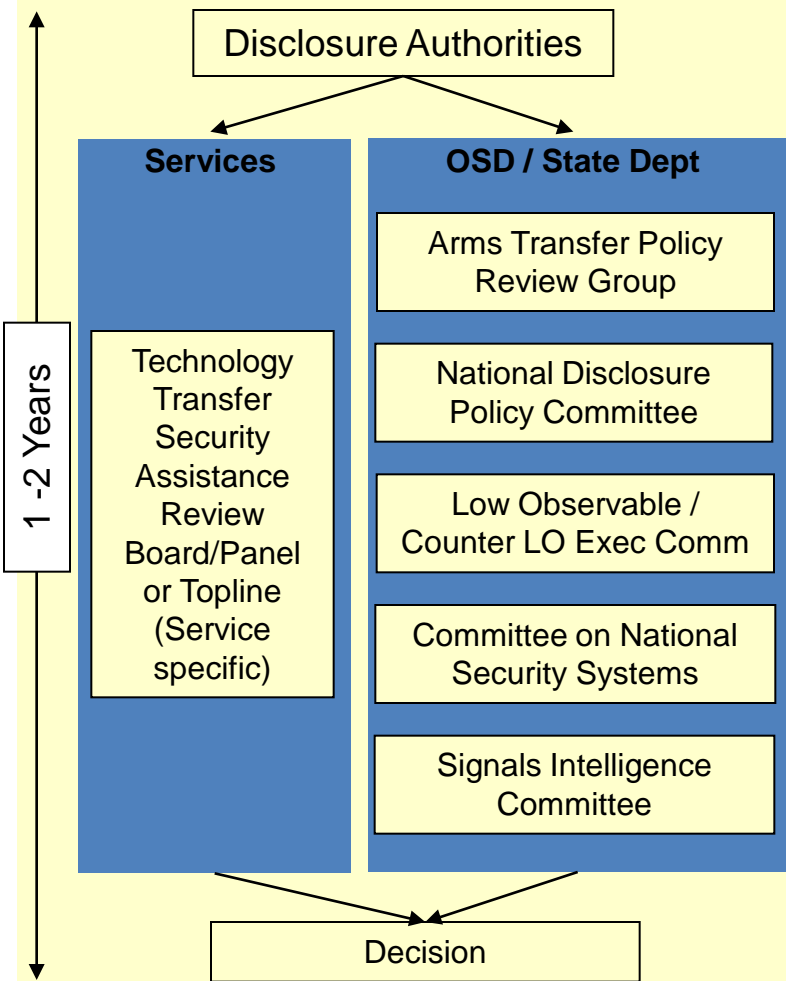 Disclosure Authorities
Services
OSD / State Dept
Arms Transfer Policy
Review Group
Technology
Transfer
Security
Assistance
Review
Board/Panel
or Topline
(Service
specific)
National Disclosure
Policy Committee
Low Observable /
Counter LO Exec Comm
Committee on National
Security Systems
Signals Intelligence
Committee
1 -2 Years
Decision